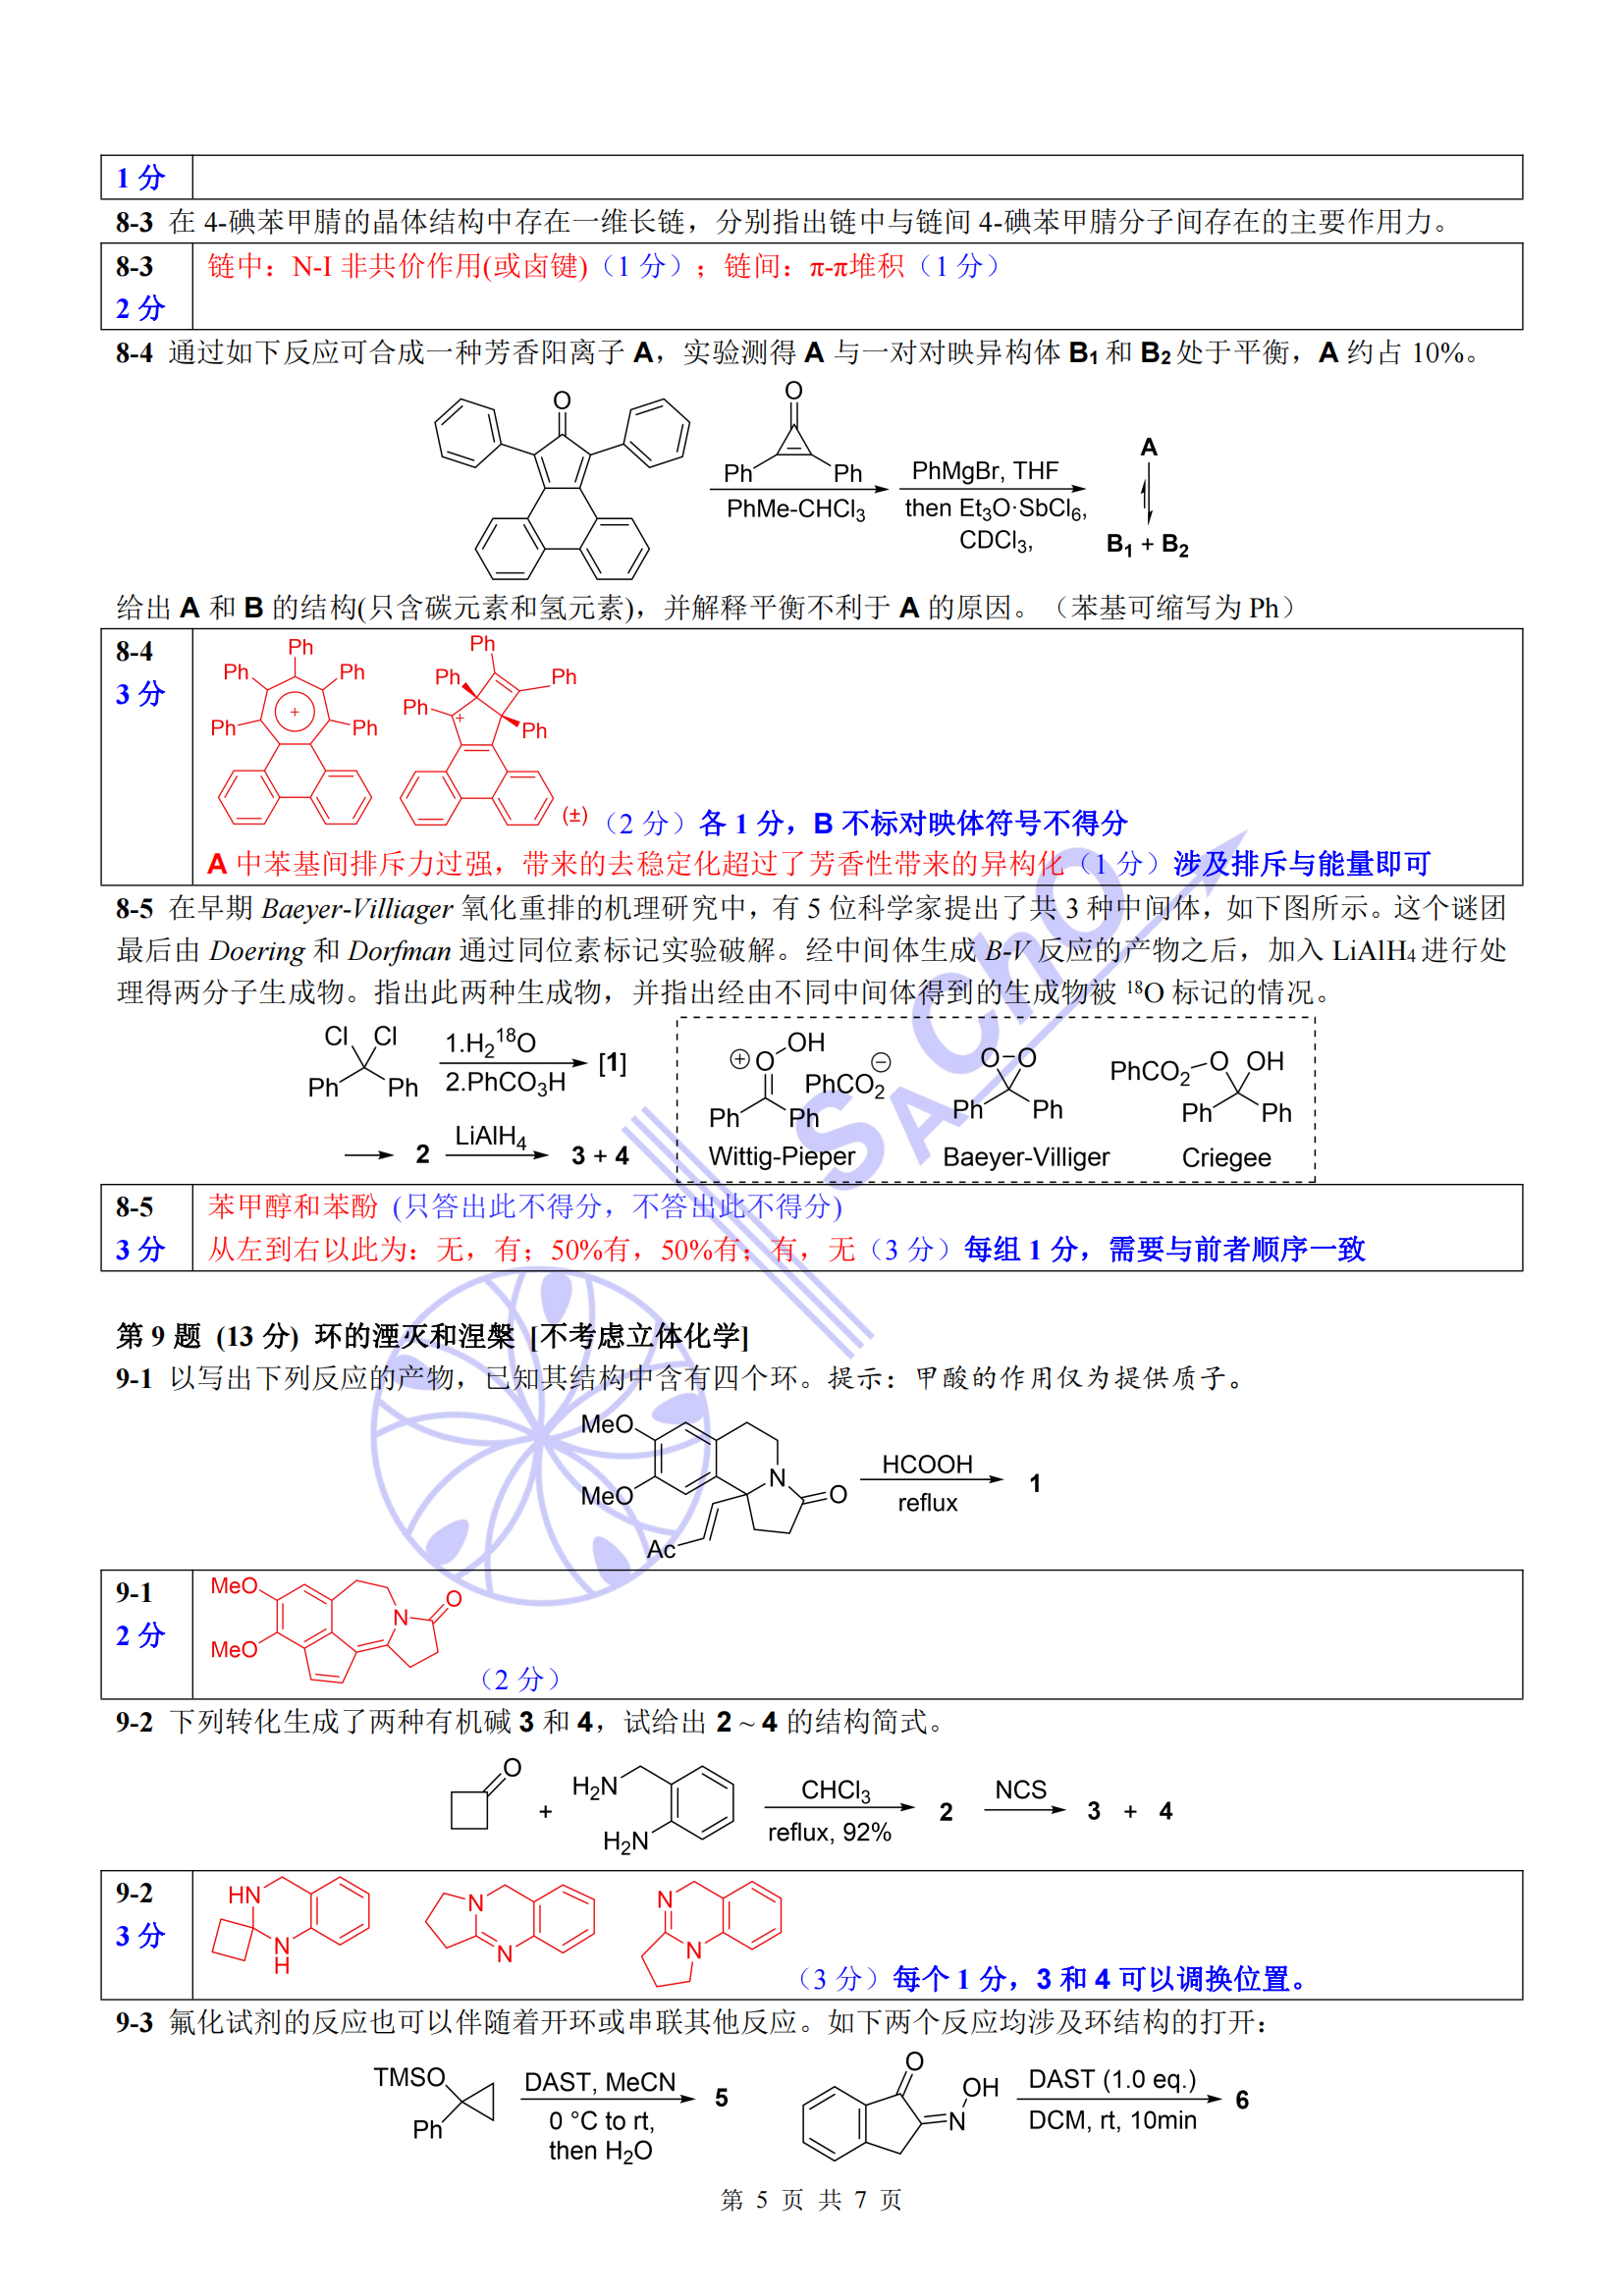 1 分
8-3 在 4-碘苯甲腈的晶体结构中存在一维长链，分别指出链中与链间 4-碘苯甲腈分子间存在的主要作用力。
8-3 链中：N-I 非共价作用(或卤键)（1 分）；链间：π-π堆积（1 分）
2 分
8-4 通过如下反应可合成一种芳香阳离子 A，实验测得 A 与一对对映异构体 B1 和 B2 处于平衡，A 约占 10%。
O
O
Ph Ph
PhMe-CHCl3
PhMgBr, THF
then Et3O·SbCl6,
CDCl3,
A
B1 + B2
给出 A 和 B 的结构(只含碳元素和氢元素)，并解释平衡不利于 A 的原因。（苯基可缩写为 Ph）
8-4
3 分
Ph
Ph Ph
Ph Ph
+
Ph
Ph Ph
Ph
+
Ph
(±) （2 分）各 1 分，B 不标对映体符号不得分
A 中苯基间排斥力过强，带来的去稳定化超过了芳香性带来的异构化（1 分）涉及排斥与能量即可
8-5 在早期 Baeyer-Villiager 氧化重排的机理研究中，有 5 位科学家提出了共 3 种中间体，如下图所示。这个谜团
最后由 Doering 和 Dorfman 通过同位素标记实验破解。经中间体生成 B-V 反应的产物之后，加入 LiAlH4 进行处
理得两分子生成物。指出此两种生成物，并指出经由不同中间体得到的生成物被 18O 标记的情况。
Cl Cl
Ph Ph
1.H218O
2.PhCO3H
[1]
2
LiAlH4
3 + 4
⊕ O OH
PhCO2 ⊖
Ph Ph
Wittig-Pieper
O-O
Ph Ph
Baeyer-Villiger
PhCO2 O OH
Ph Ph
Criegee
SAChO
8-5 苯甲醇和苯酚 (只答出此不得分，不答出此不得分)
3 分 从左到右以此为：无，有；50%有，50%有；有，无（3 分）每组 1 分，需要与前者顺序一致
第 9 题 (13 分) 环的湮灭和涅槃 [不考虑立体化学]
9-1 以写出下列反应的产物，已知其结构中含有四个环。提示：甲酸的作用仅为提供质子。
MeO
MeO
N
O
Ac
HCOOH
reflux
1
9-1
2 分
MeO
MeO
N
O
（2 分）
9-2 下列转化生成了两种有机碱 3 和 4，试给出 2 ~ 4 的结构简式。
O
+
H2N
H2N
CHCl3
reflux, 92%
2
NCS
3 + 4
9-2
3 分
HN
N
H
N
N
N
N
（3 分）每个 1 分，3 和 4 可以调换位置。
9-3 氟化试剂的反应也可以伴随着开环或串联其他反应。如下两个反应均涉及环结构的打开：
TMSO
Ph
DAST, MeCN
0 °C to rt,
then H2O
5
O
OH
N
DAST (1.0 eq.)
DCM, rt, 10min
6
第 5 页 共 7 页